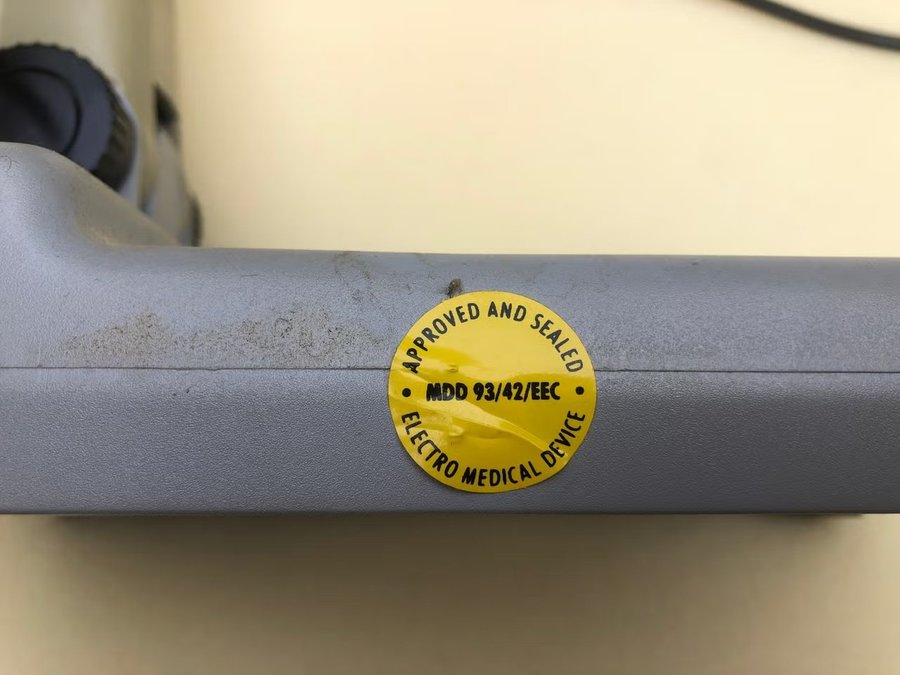 APPROVED AND SEALED
• MDD 93/42/EEC •
ELECTRO MEDICAL DEVICE